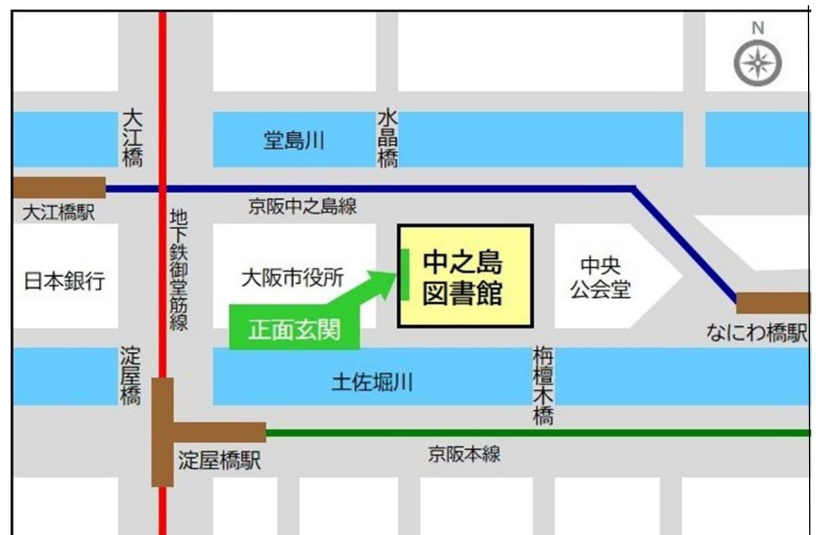 N
大江橋
堂島川
水晶橋
大江橋駅
京阪中之島線
地下鉄御堂筋線
日本銀行
大阪市役所
正面玄関
中之島
図書館
中央
公会堂
なにわ橋駅
淀屋橋
土佐堀川
栴檀木橋
淀屋橋駅
京阪本線